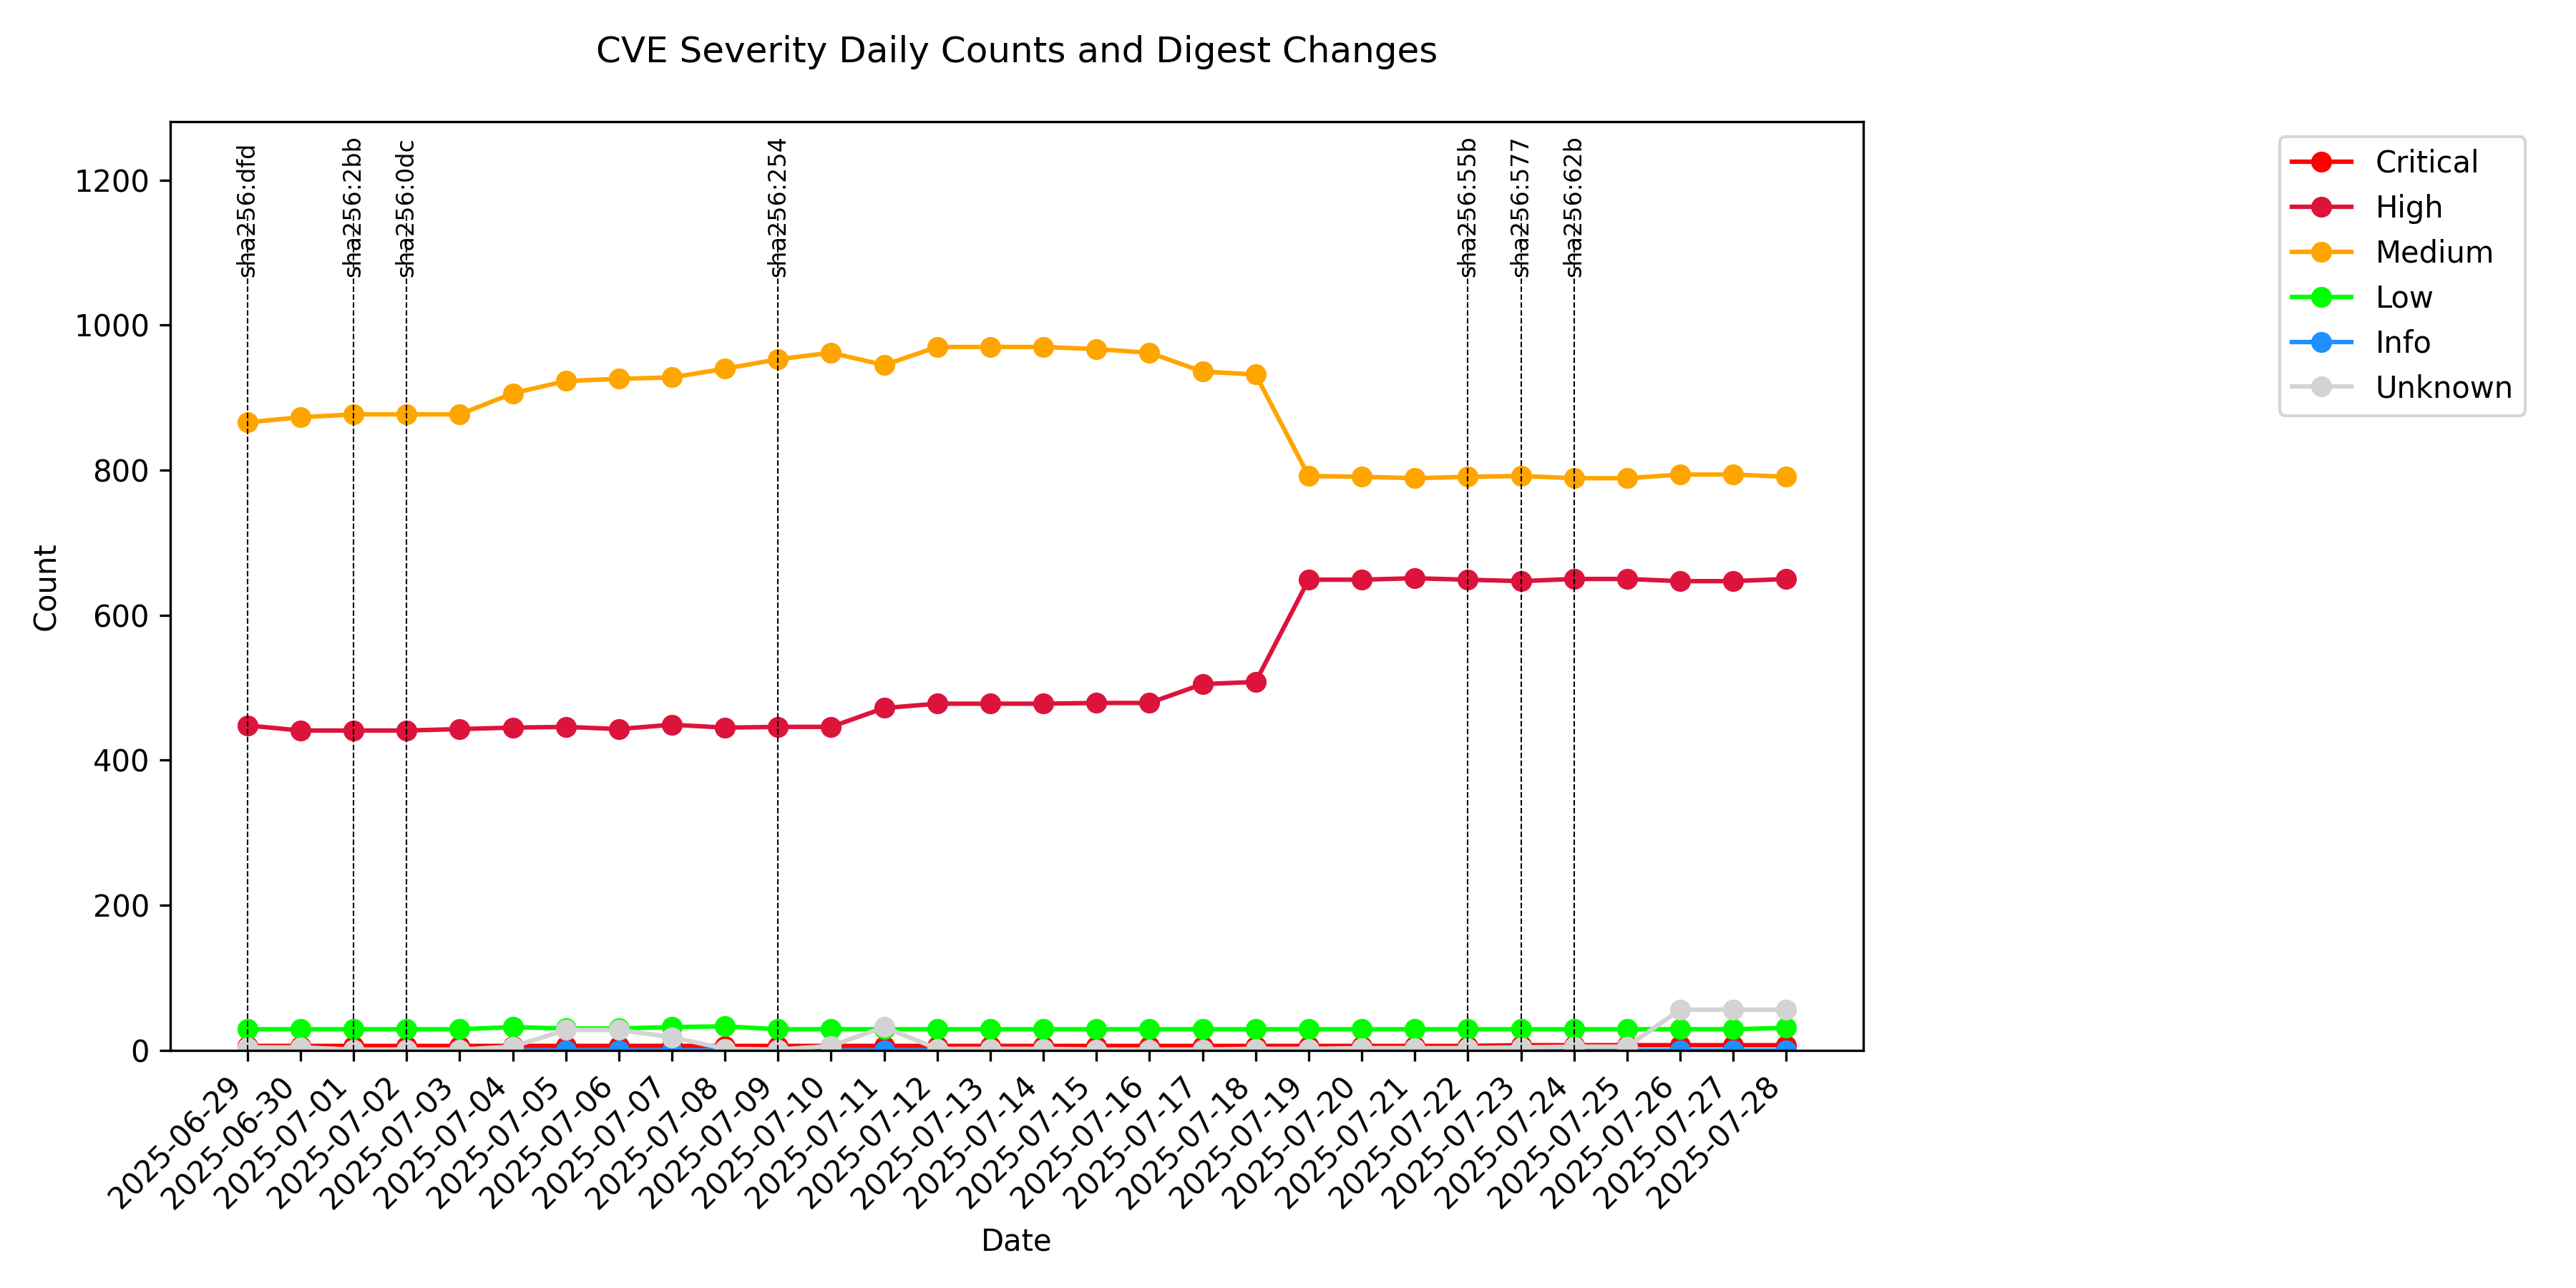 CVE Severity Daily Counts and Digest Changes
sha256:dfd
sha256:2bb
sha256:0dc
sha256:254
sha256:55b
sha256:577
sha256:62b
Critical
High
Medium
Low
Info
Unknown
1200
1000
800
600
400
200
0
Count
2025-06-29
2025-06-30
2025-07-01
2025-07-02
2025-07-03
2025-07-04
2025-07-05
2025-07-06
2025-07-07
2025-07-08
2025-07-09
2025-07-10
2025-07-11
2025-07-12
2025-07-13
2025-07-14
2025-07-15
2025-07-16
2025-07-17
2025-07-18
2025-07-19
2025-07-20
2025-07-21
2025-07-22
2025-07-23
2025-07-24
2025-07-25
2025-07-26
2025-07-27
2025-07-28
Date